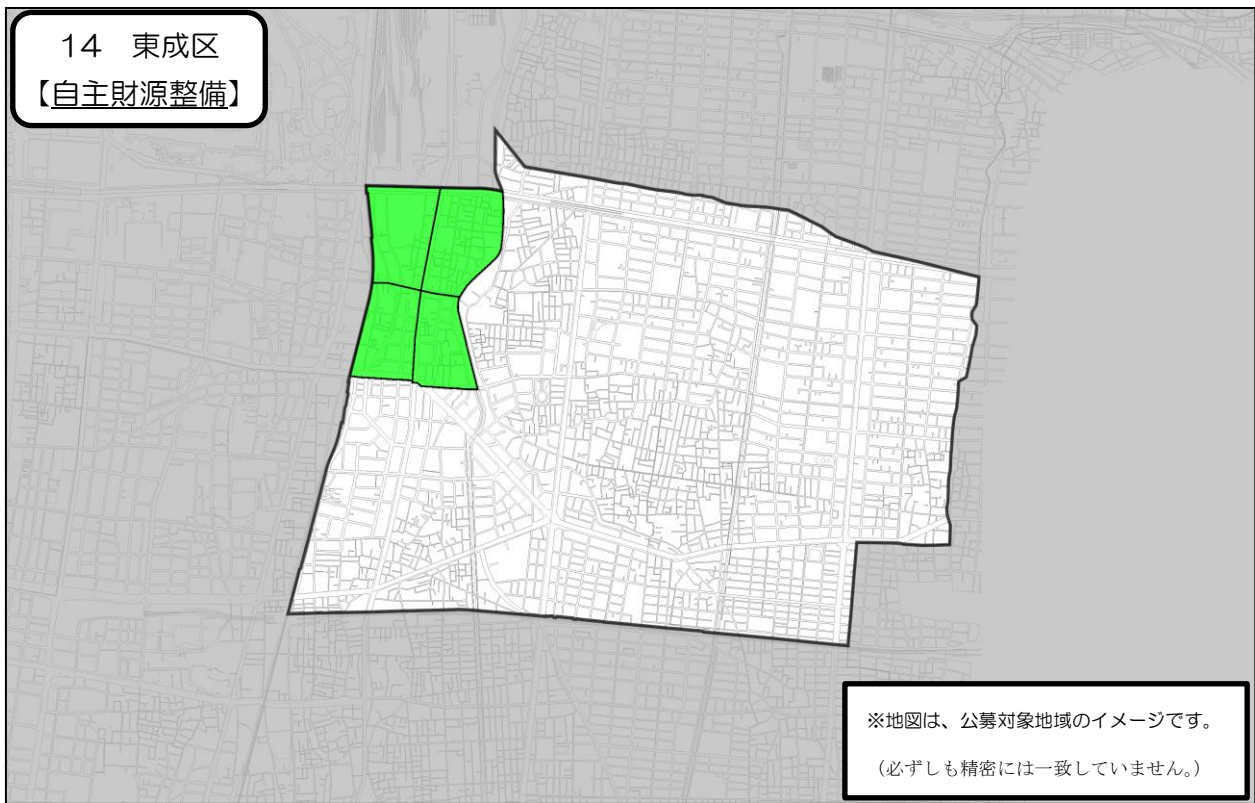 14 東成区
【自主財源整備】
※地図は、公募対象地域のイメージです。
（必ずしも精密には一致していません。）